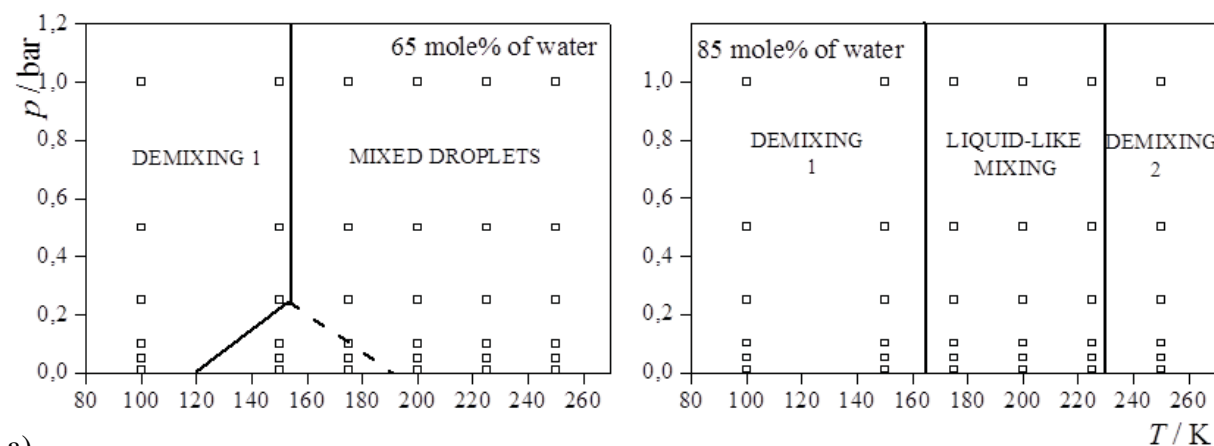 p / bar
1,2
1,0
0,8
0,6
0,4
0,2
0,0
65 mole% of water
DEMIXING 1
MIXED DROPLETS
80 100 120 140 160 180 200 220 240 260
1,0
0,8
0,6
0,4
0,2
0,0
85 mole% of water
DEMIXING
1
LIQUID-LIKE
MIXING
DEMIXING
2
80 100 120 140 160 180 200 220 240 260
T / K
a)